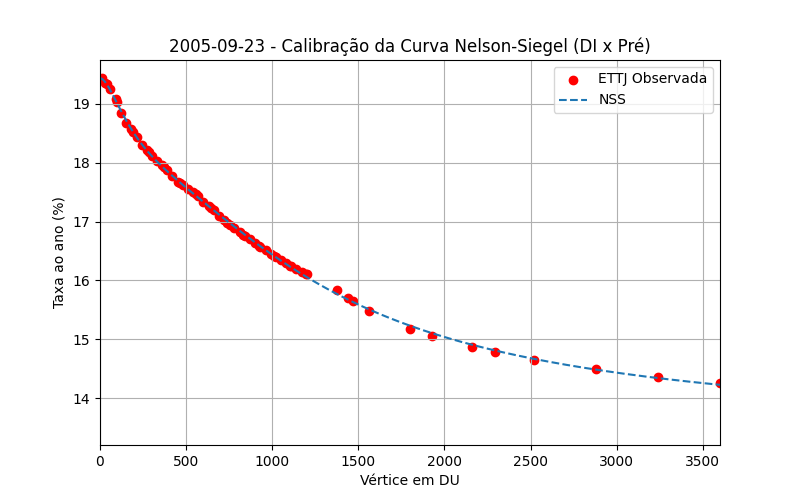 2005-09-23 - Calibração da Curva Nelson-Siegel (DI x Pré)
ETTJ Observada
NSS
Taxa ao ano (%)
19
18
17
16
15
14
0 500 1000 1500 2000 2500 3000 3500
Vértice em DU